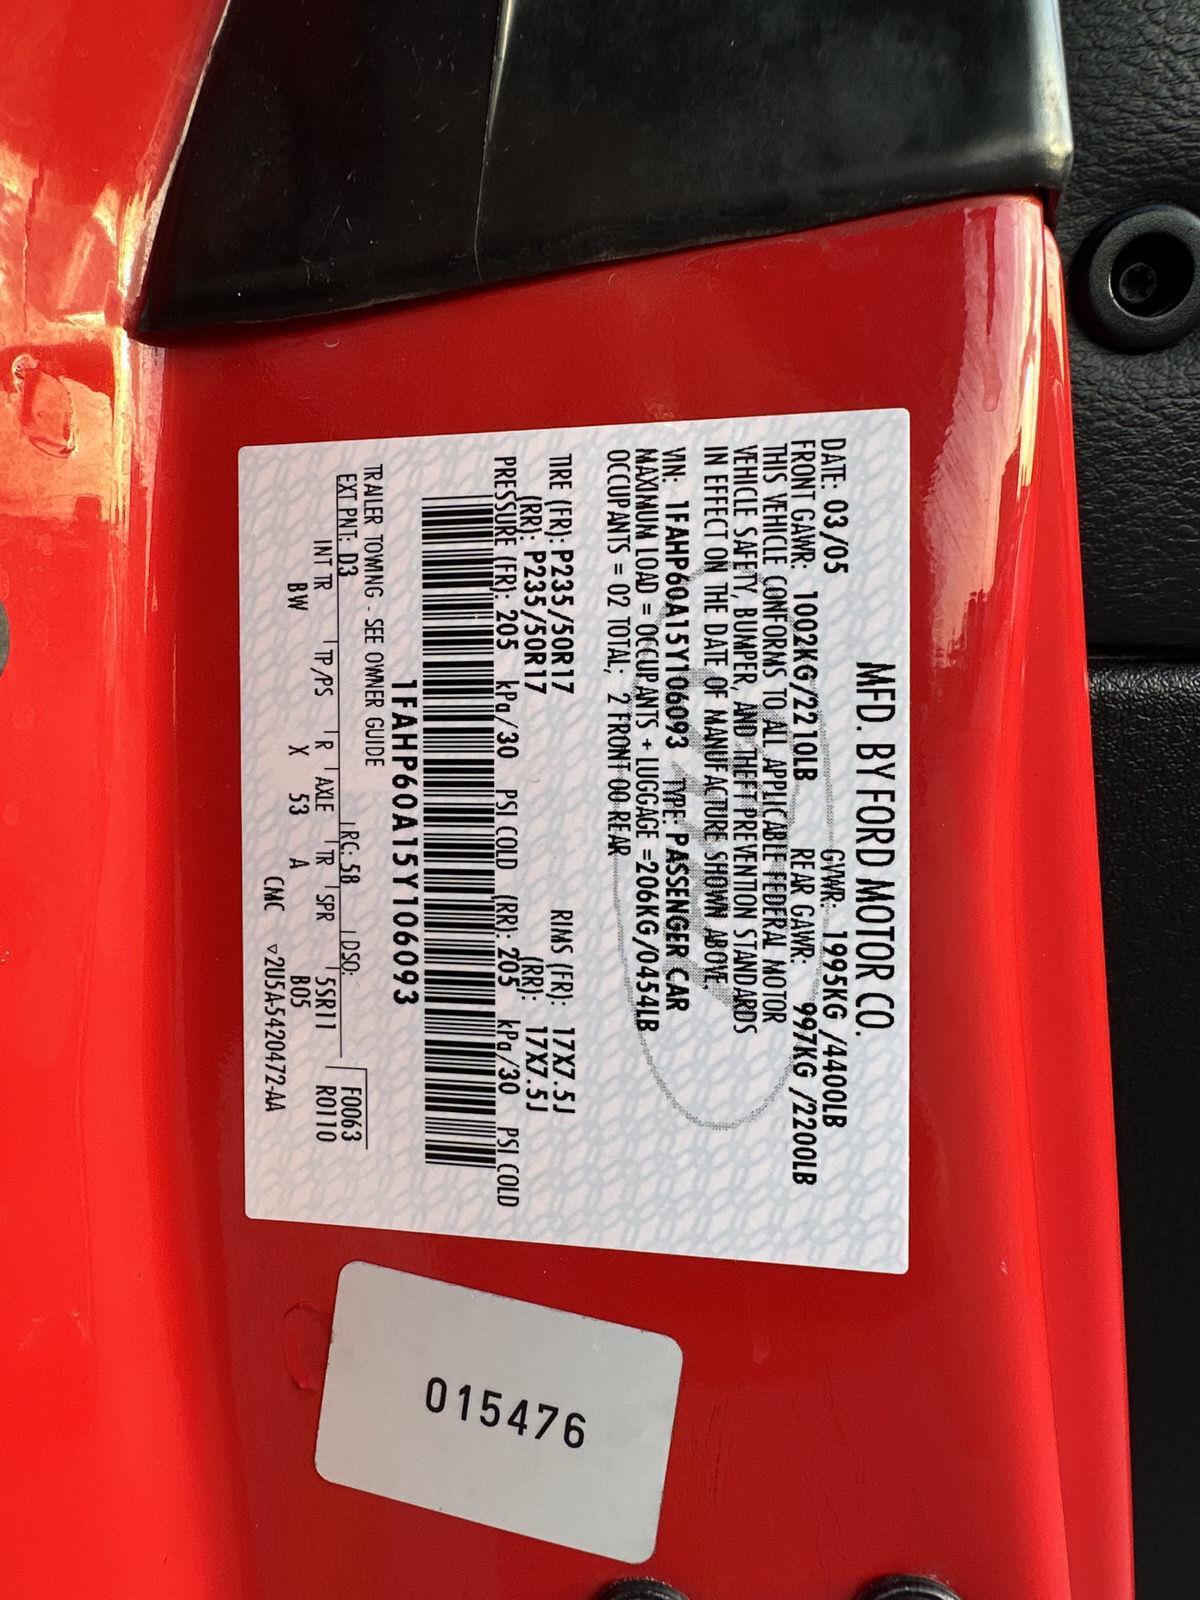 MFD. BY FORD MOTOR CO.
DATE: 03/05 GVWR: 1995KG /4400LB
FRONT GAWR: 1002KG/2210LB REAR GAWR: 997KG /2200LB
THIS VEHICLE CONFORMS TO ALL APPLICABLE FEDERAL MOTOR
VEHICLE SAFETY, BUMPER, AND THEFT PREVENTION STANDARDS
IN EFFECT ON THE DATE OF MANUFACTURE SHOWN ABOVE,
VIN: 1FAHP60A15Y106093 TYPE: PASSENGER CAR
MAXIMUM LOAD = OCCUPANTS + LUGGAGE =206KG/0454LB
OCCUPANTS = 02 TOTAL; 2 FRONT 00 REAR
TIRE (FR): P235/50R17 RIMS (FR): 17X7.5J
(RR): P235/50R17 (RR): 17X7.5J
PRESSURE (FR): 205 kPa/30 PSI COLD (RR): 205 kPa/30 PSI COLD
1FAHP60A15Y106093
TRAILER TOWING - SEE OWNER GUIDE
EXT PNT: D3 RC: 58 DSO: F0063
INT TR TP/PS R AXLE TR SPR 5SR11 R0110
BW X 53 A B05
CMC ▿2U5A-5420472-AA
015476